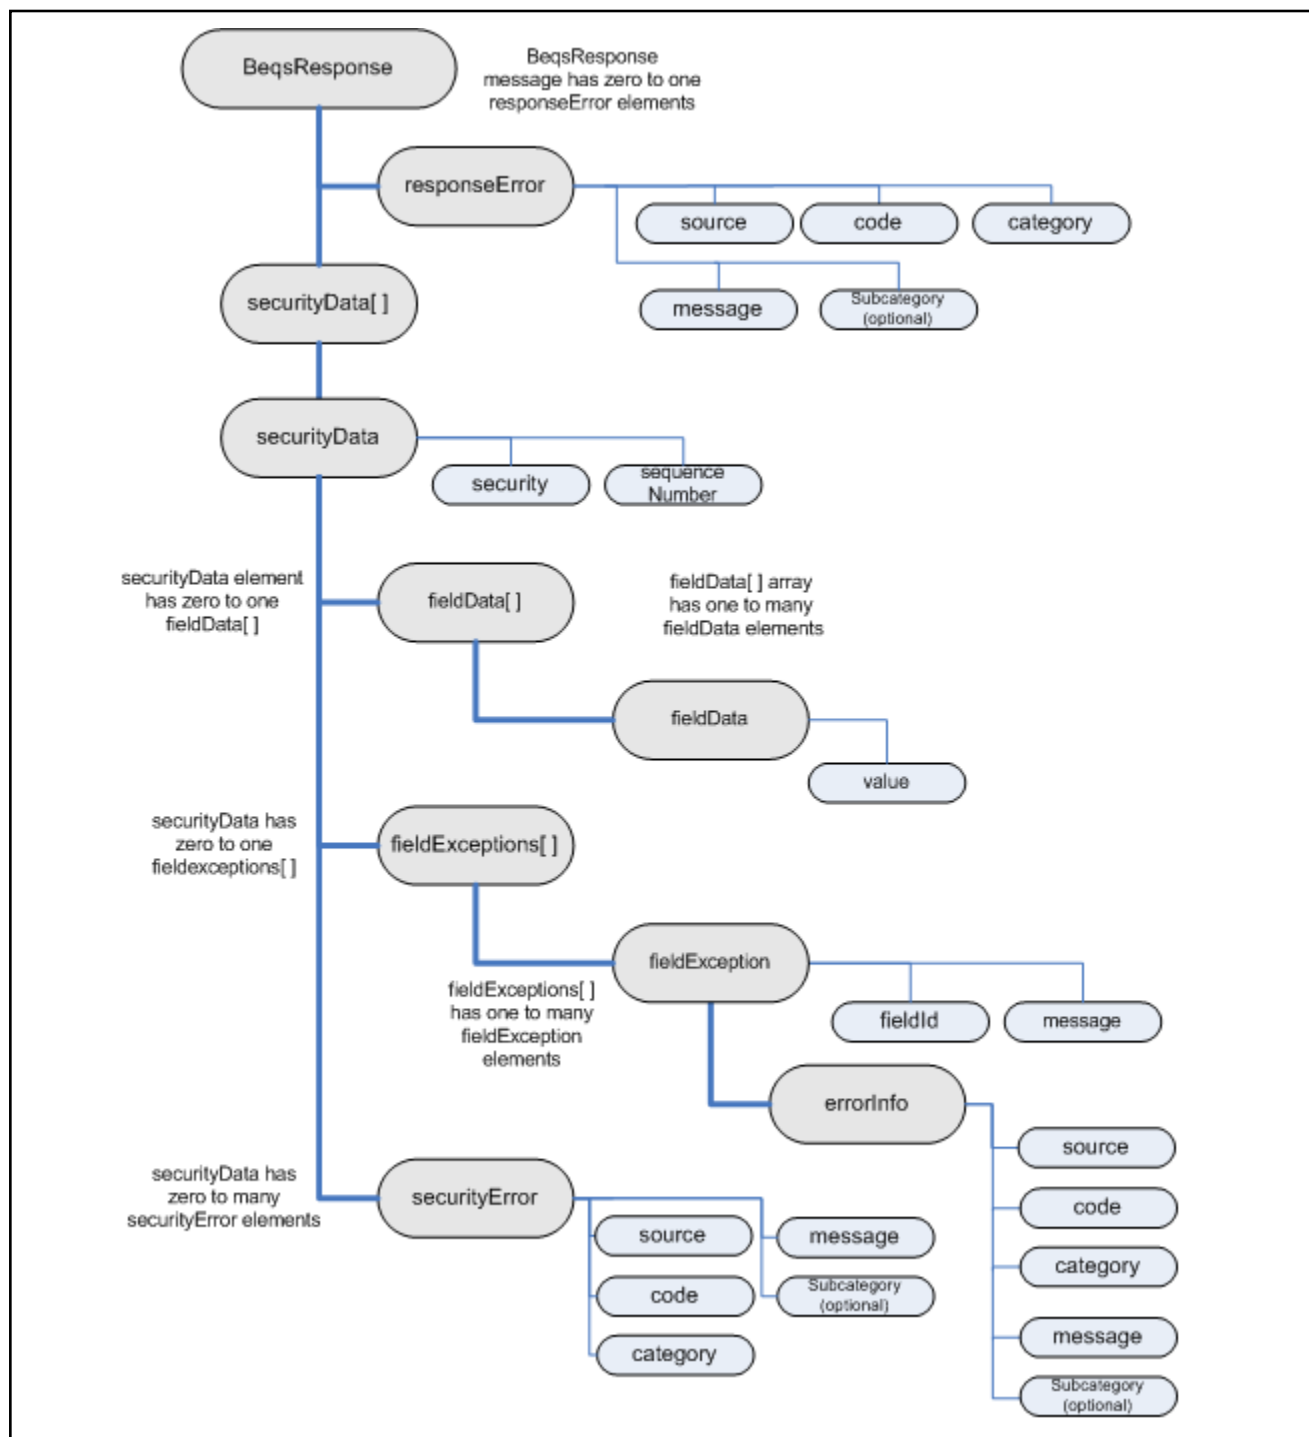 BeqsResponse
BeqsResponse
message has zero to one
responseError elements
responseError
source
code
category
message
Subcategory
(optional)
securityData[ ]
securityData
security
sequence
Number
securityData element
has zero to one
fieldData[ ]
fieldData[ ]
fieldData[ ] array
has one to many
fieldData elements
fieldData
value
securityData has
zero to one
fieldexceptions[ ]
fieldExceptions[ ]
fieldExceptions[ ]
has one to many
fieldException
elements
fieldException
fieldId
message
errorInfo
source
code
category
message
Subcategory
(optional)
securityData has
zero to many
securityError elements
securityError
source
code
category
message
Subcategory
(optional)